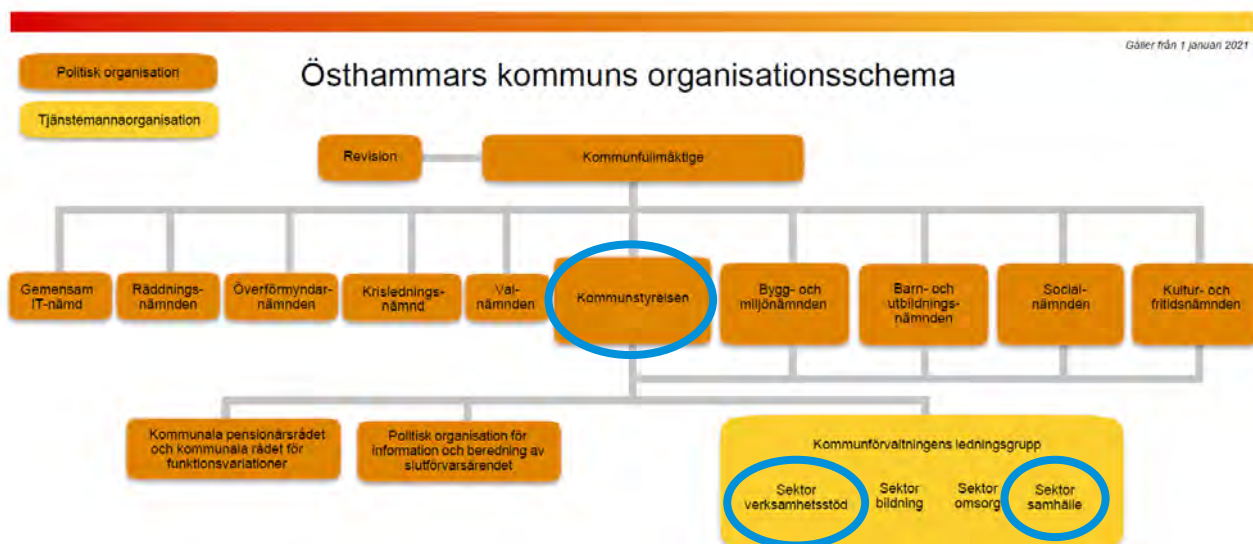 Gäller från 1 januari 2021
Politisk organisation
Östhammars kommuns organisationsschema
Tjänstemannaorganisation
Revision
Kommunfullmäktige
Gemensam
IT-nämd
Räddnings-
nämnden
Överförmyndar-
nämnden
Krislednings-
nämnd
Val-
nämnden
Kommunstyrelsen
Bygg- och
miljönämnden
Barn- och
utbildnings-
nämnden
Social-
nämnden
Kultur- och
fritidsnämnden
Kommunala pensionärsrådet
och kommunala rådet för
funktionsvariationer
Politisk organisation för
information och beredning av
slutförvarsärendet
Kommunförvaltningens ledningsgrupp
Sektor
verksamhetsstöd
Sektor
bildning
Sektor
omsorg
Sektor
samhälle